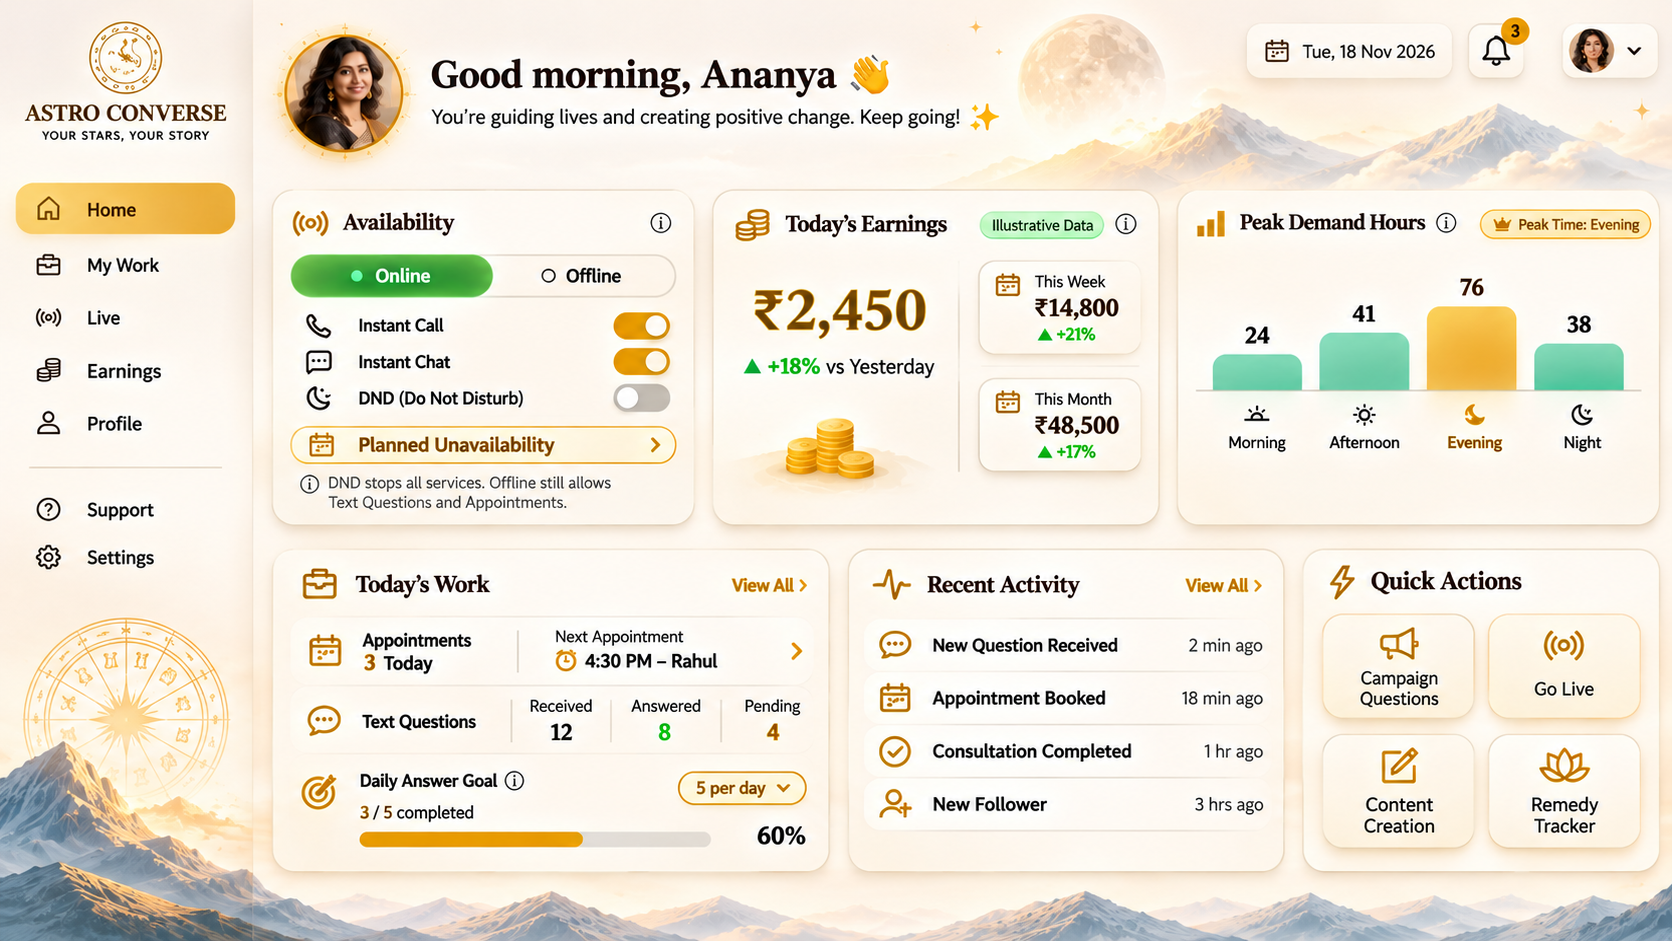 ASTRO CONVERSE
YOUR STARS, YOUR STORY
Home
My Work
Live
Earnings
Profile
Support
Settings
Good morning, Ananya 👋
You're guiding lives and creating positive change. Keep going! ✨
Tue, 18 Nov 2026
3
Availability
Online
Offline
Instant Call
Instant Chat
DND (Do Not Disturb)
Planned Unavailability
DND stops all services. Offline still allows
Text Questions and Appointments.
Today's Earnings
Illustrative Data
₹2,450
▲ +18% vs Yesterday
This Week
₹14,800
▲ +21%
This Month
₹48,500
▲ +17%
Peak Demand Hours
Peak Time: Evening
24
41
76
38
Morning
Afternoon
Evening
Night
Today's Work
View All >
Appointments
3 Today
Next Appointment
4:30 PM – Rahul
Text Questions
Received
12
Answered
8
Pending
4
Daily Answer Goal
5 per day
3 / 5 completed
60%
Recent Activity
View All >
New Question Received
2 min ago
Appointment Booked
18 min ago
Consultation Completed
1 hr ago
New Follower
3 hrs ago
Quick Actions
Campaign
Questions
Go Live
Content
Creation
Remedy
Tracker